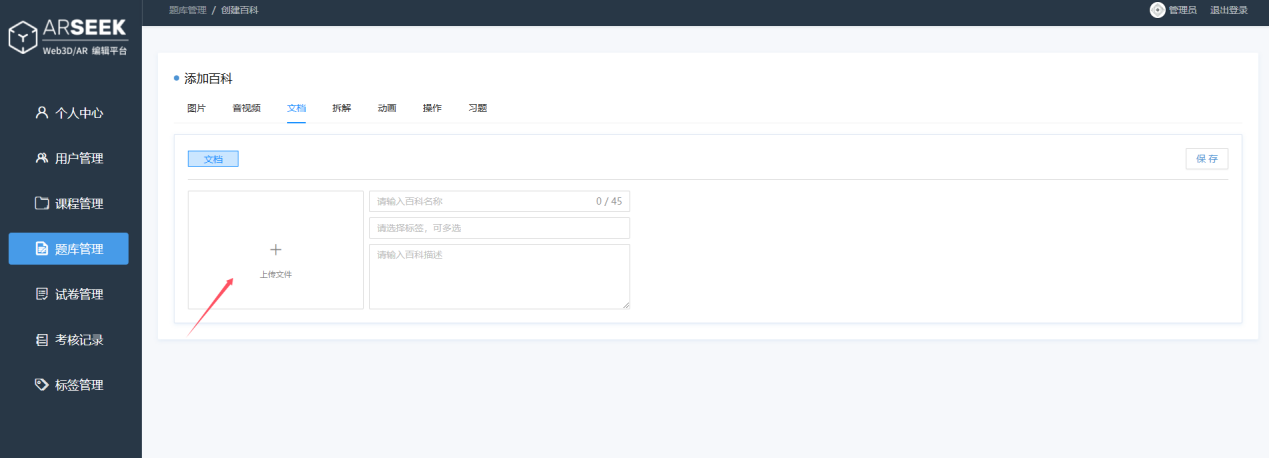 题库管理 / 创建百科
管理员 退出登录
ARSEEK
Web3D/AR 编辑平台
个人中心
用户管理
课程管理
题库管理
试卷管理
考核记录
标签管理
添加百科
图片 音视频 文档 拆解 动画 操作 习题
文档
保存
上传文件
请输入百科名称 0 / 45
请选择标签，可多选
请输入百科描述